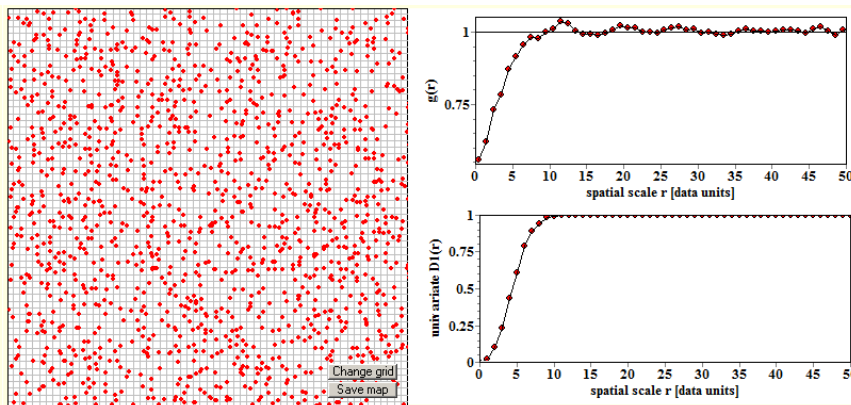 Change grid
Save map
1
0.75
g(r)
0 5 10 15 20 25 30 35 40 45 50
spatial scale r [data units]
1
0.75
0.5
0.25
0
univariate D1(r)
0 5 10 15 20 25 30 35 40 45 50
spatial scale r [data units]